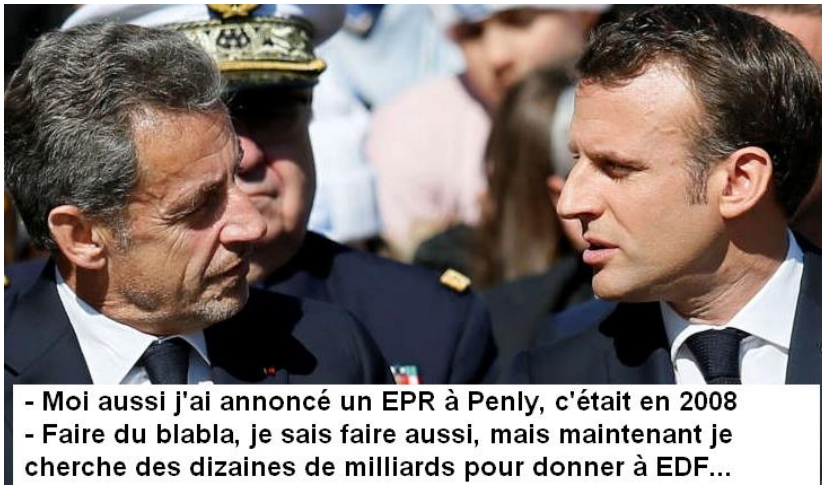 - Moi aussi j'ai annoncé un EPR à Penly, c'était en 2008
- Faire du blabla, je sais faire aussi, mais maintenant je
cherche des dizaines de milliards pour donner à EDF...